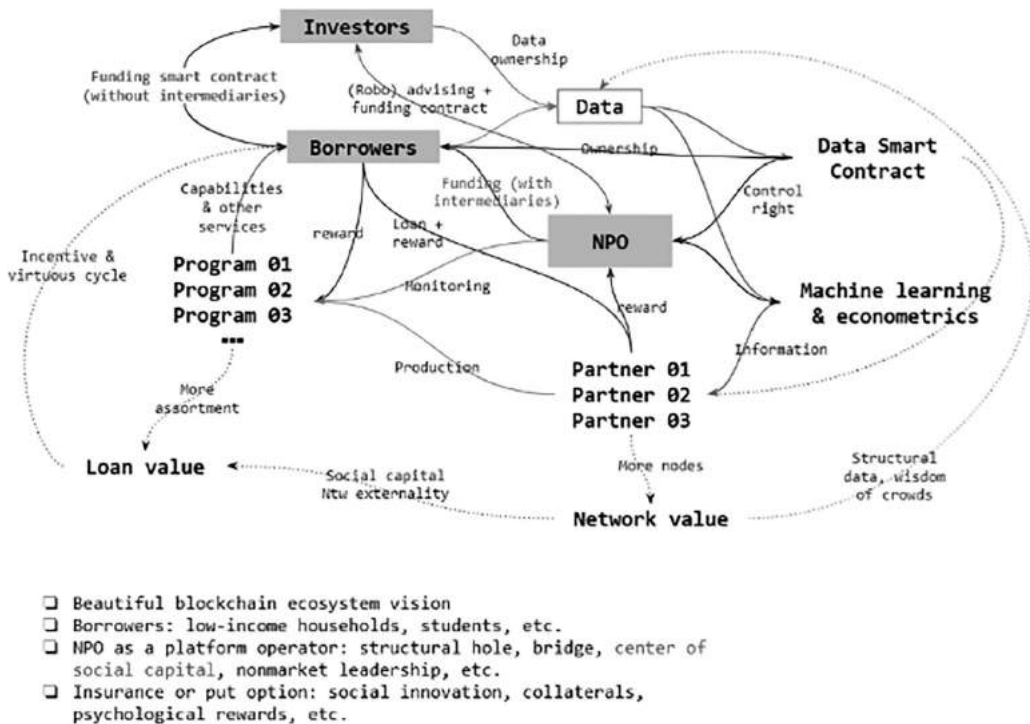 Investors
Data
ownership
Funding smart contract
(without intermediaries)
(Robo) advising +
funding contract
Data
Borrowers
Ownership
Data Smart
Contract
Capabilities
& other
services
Funding (with
intermediaries)
Control
right
reward
Loan +
reward
NPO
Incentive &
virtuous cycle
Program 01
Program 02
Program 03
...
Monitoring
reward
Machine learning
& econometrics
Production
Information
Partner 01
Partner 02
Partner 03
More
assortment
Loan value
Social capital
Ntw externality
More nodes
Structural
data, wisdom
of crowds
Network value
❑ Beautiful blockchain ecosystem vision
❑ Borrowers: low-income households, students, etc.
❑ NPO as a platform operator: structural hole, bridge, center of
social capital, nonmarket leadership, etc.
❑ Insurance or put option: social innovation, collaterals,
psychological rewards, etc.